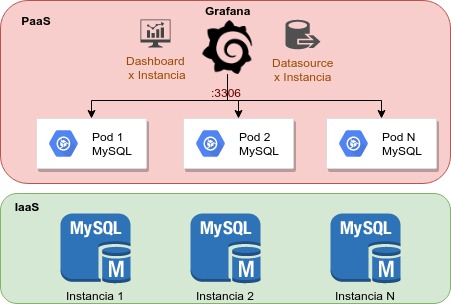 PaaS
Grafana
Dashboard
x Instancia
Datasource
x Instancia
:3306
Pod 1
MySQL
Pod 2
MySQL
Pod N
MySQL
IaaS
MySQL
M
MySQL
M
MySQL
M
Instancia 1
Instancia 2
Instancia N